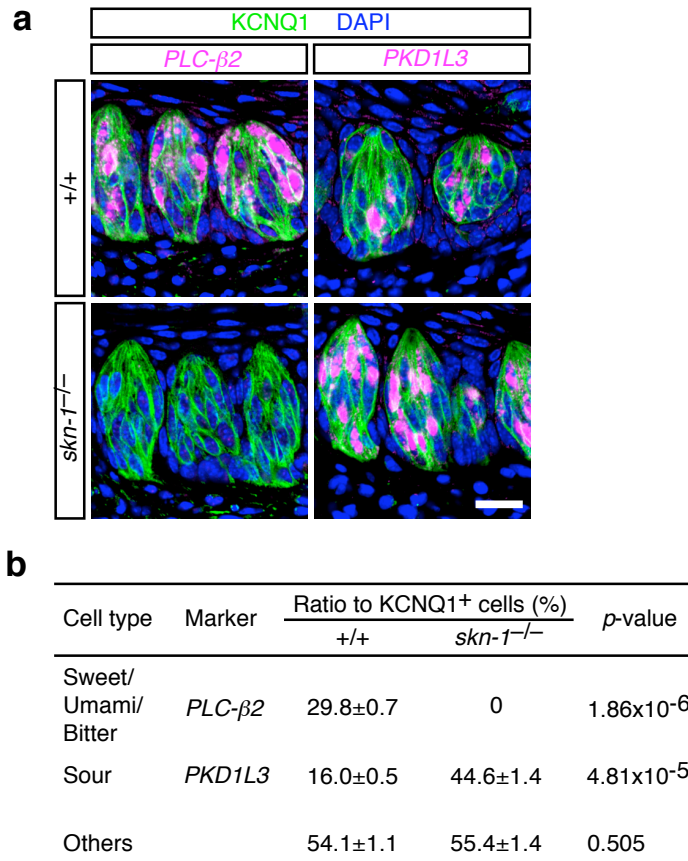 a
KCNQ1 DAPI
PLC-β2 PKD1L3
+/+
skn-1–/–
b
Cell type Marker Ratio to KCNQ1+ cells (%) p-value
+/+ skn-1–/–
Sweet/
Umami/
Bitter
PLC-β2 29.8±0.7 0 1.86x10-6
Sour PKD1L3 16.0±0.5 44.6±1.4 4.81x10-5
Others 54.1±1.1 55.4±1.4 0.505